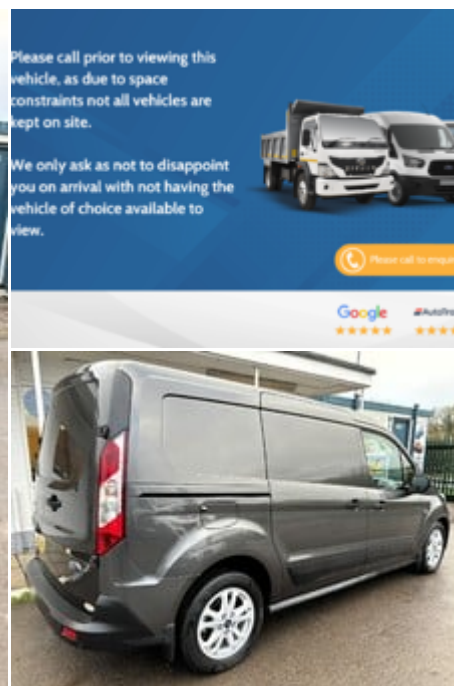 Please call prior to viewing this
vehicle, as due to space
constraints not all vehicles are
kept on site.
We only ask as not to disappoint
you on arrival with not having the
vehicle of choice available to
view.
Please call to enquir
Google
AutoTra